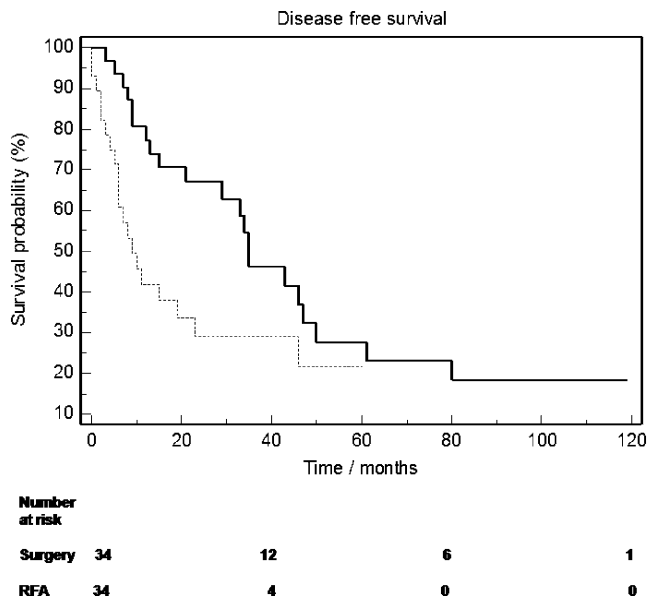 Disease free survival
Survival probability (%)
100
90
80
70
60
50
40
30
20
10
0 20 40 60 80 100 120
Time / months
Number
at risk
Surgery 34 12 6 1
RFA 34 4 0 0